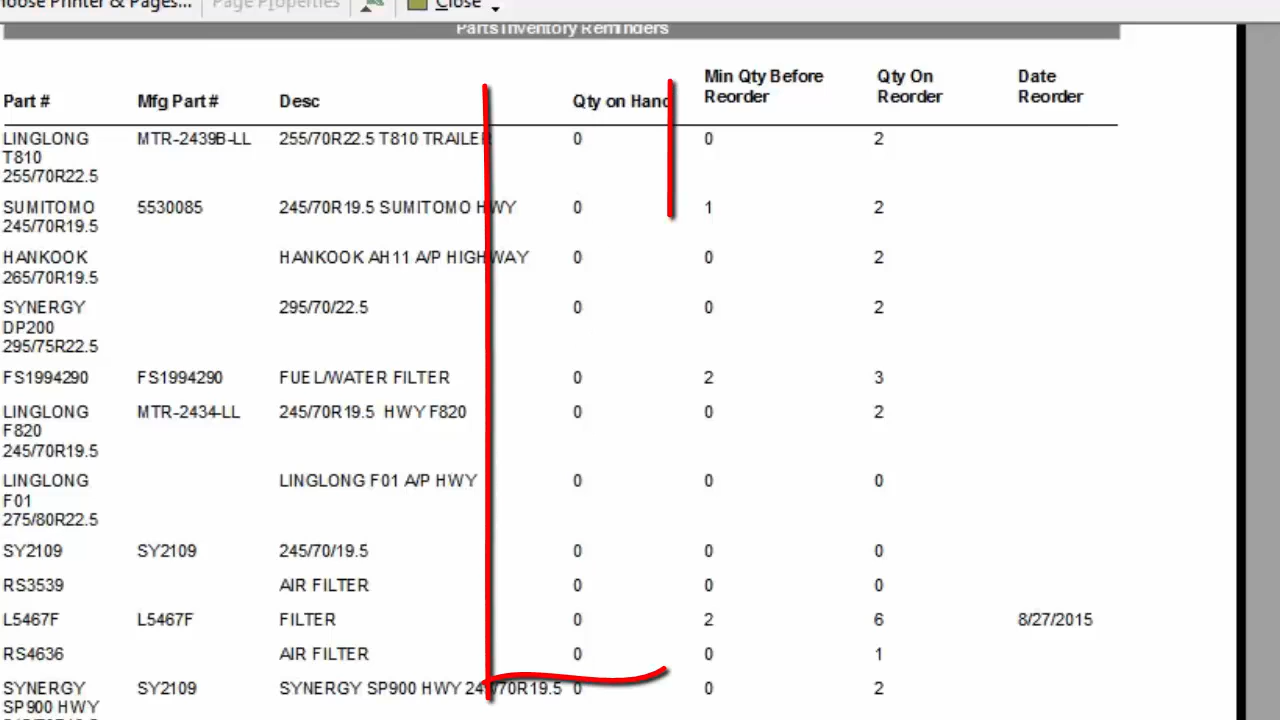 hoose Printer & Pages... Page Properties Close
Parts Inventory Reminders
Part # Mfg Part # Desc Qty on Hand Min Qty Before Reorder Qty On Reorder Date Reorder
LINGLONG MTR-2439B-LL 255/70R22.5 T810 TRAILER 0 0 2
T810
255/70R22.5
SUMITOMO 5530085 245/70R19.5 SUMITOMO HWY 0 1 2
245/70R19.5
HANKOOK HANKOOK AH11 A/P HIGHWAY 0 0 2
265/70R19.5
SYNERGY 295/70/22.5 0 0 2
DP200
295/75R22.5
FS1994290 FS1994290 FUEL/WATER FILTER 0 2 3
LINGLONG MTR-2434-LL 245/70R19.5 HWY F820 0 0 2
F820
245/70R19.5
LINGLONG LINGLONG F01 A/P HWY 0 0 0
F01
275/80R22.5
SY2109 SY2109 245/70/19.5 0 0 0
RS3539 AIR FILTER 0 0 0
L5467F L5467F FILTER 0 2 6 8/27/2015
RS4636 AIR FILTER 0 0 1
SYNERGY SY2109 SYNERGY SP900 HWY 245/70R19.5 0 0 2
SP900 HWY